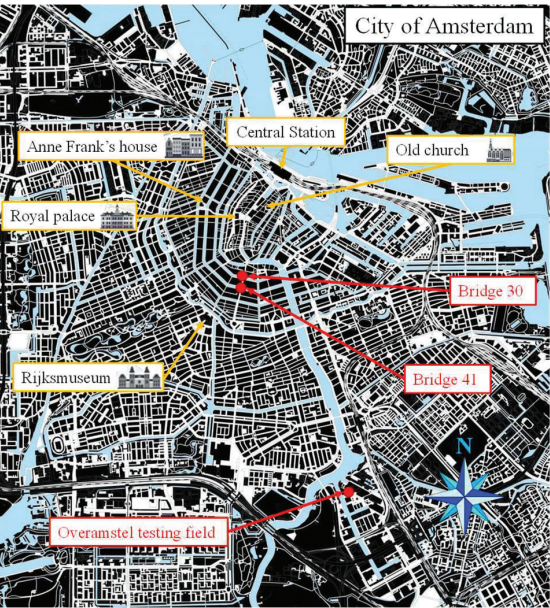 City of Amsterdam
Central Station
Anne Frank's house
Old church
Royal palace
Bridge 30
Rijksmuseum
Bridge 41
N
Overamstel testing field